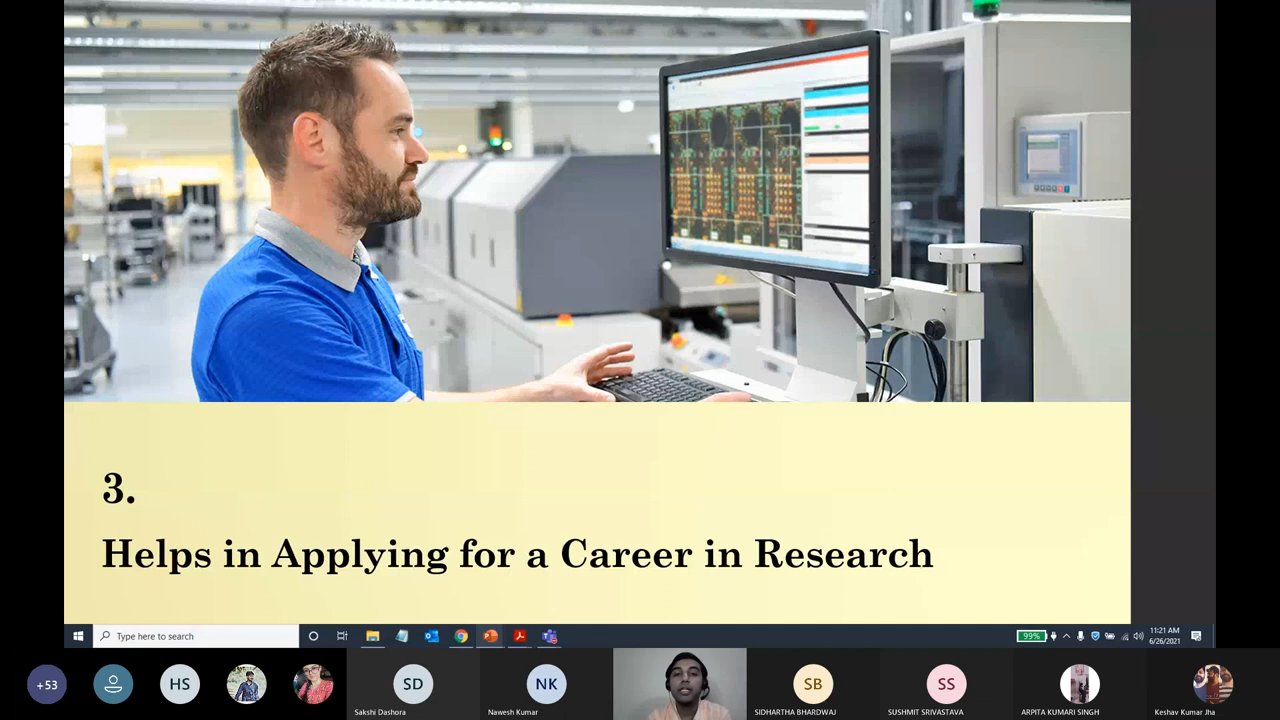 3.
Helps in Applying for a Career in Research
Type here to search
99%
11:21 AM
6/26/2021
+53
HS
SD
Sakshi Dashora
NK
Nawesh Kumar
SB
SIDHARTHA BHARDWAJ
SS
SUSHMIT SRIVASTAVA
ARPITA KUMARI SINGH
Keshav Kumar Jha